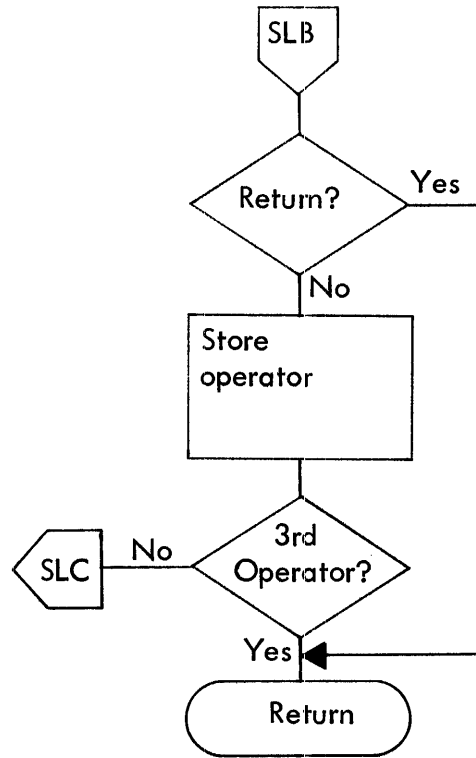 SLB
Return?
Yes
No
Store
operator
3rd
Operator?
No
SLC
Yes
Return